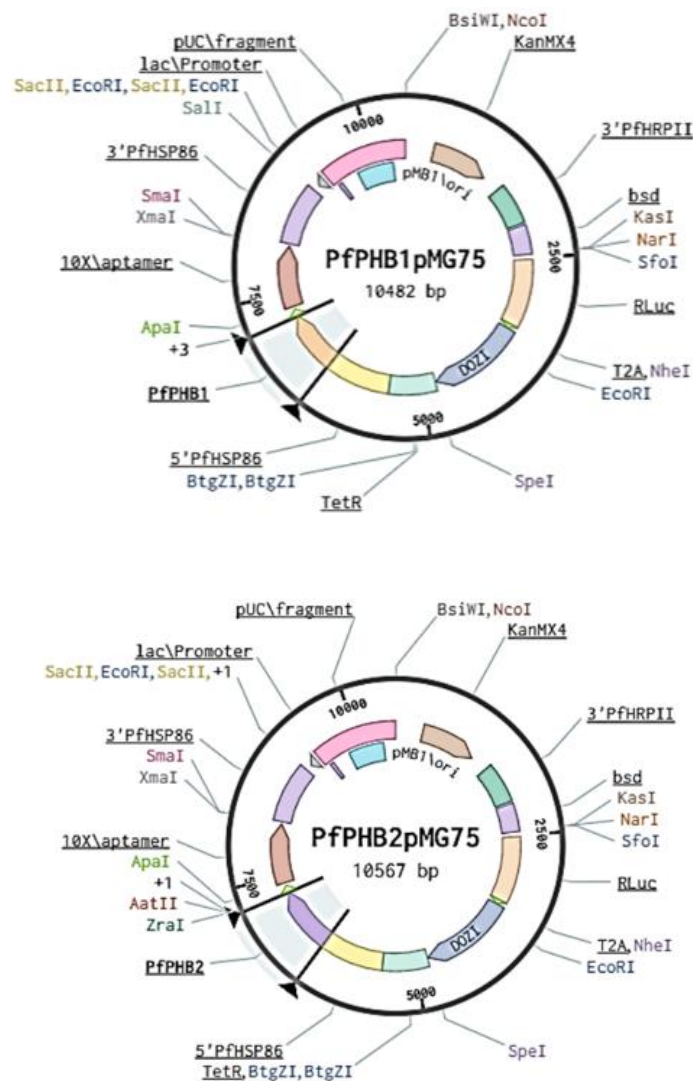 BsiWI,NcoI
pUC\fragment
KanMX4
lac\Promoter
SacII,EcoRI,SacII,EcoRI
SalI
10000
3'PfHRPII
3'PfHSP86
pMB1\ori
bsd
SmaI
KasI
XmaI
NarI
PfPHB1pMG75
2500
SfoI
10X\aptamer
10482 bp
7500
RLuc
ApaI
+3
DOZI
T2A,NheI
PfPHB1
EcoRI
5000
5'PfHSP86
BtgZI,BtgZI
SpeI
TetR
pUC\fragment
BsiWI,NcoI
KanMX4
lac\Promoter
SacII,EcoRI,SacII,+1
10000
3'PfHRPII
3'PfHSP86
pMB1\ori
SmaI
bsd
XmaI
KasI
PfPHB2pMG75
2500
NarI
SfoI
10X\aptamer
10567 bp
ApaI
7500
+1
RLuc
AatII
ZraI
DOZI
T2A,NheI
PfPHB2
EcoRI
5000
5'PfHSP86
SpeI
TetR,BtgZI,BtgZI